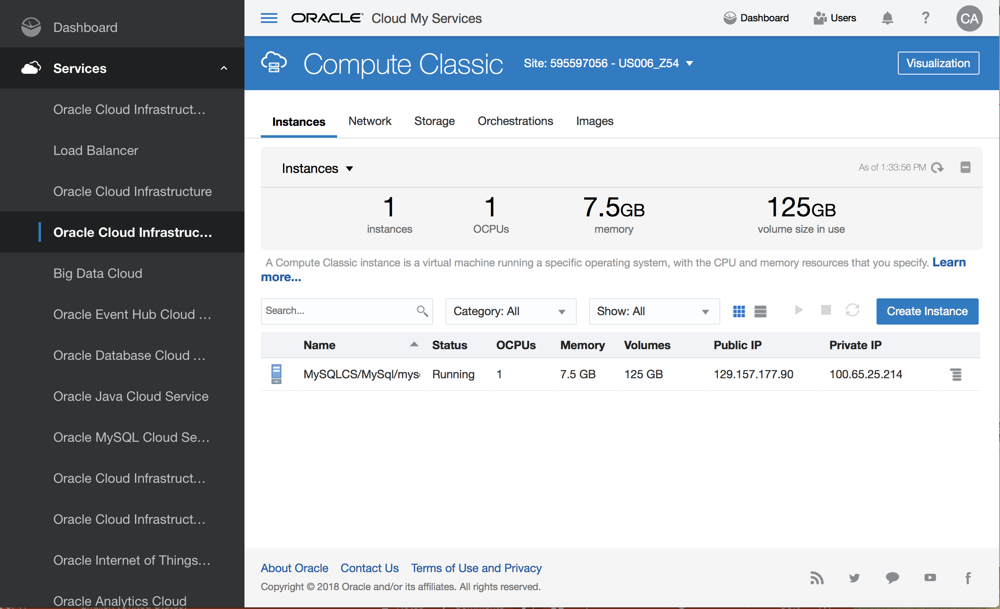 Dashboard
Services
Oracle Cloud Infrastruct...
Load Balancer
Oracle Cloud Infrastructure
Oracle Cloud Infrastruc...
Big Data Cloud
Oracle Event Hub Cloud ...
Oracle Database Cloud ...
Oracle Java Cloud Service
Oracle MySQL Cloud Se...
Oracle Cloud Infrastruct...
Oracle Cloud Infrastruct...
Oracle Internet of Things...
Oracle Analytics Cloud
ORACLE® Cloud My Services
Dashboard
Users
?
CA
Compute Classic
Site: 595597056 - US006_Z54
Visualization
Instances Network Storage Orchestrations Images
Instances
As of 1:33:56 PM
1 1 7.5GB 125GB
instances OCPUs memory volume size in use
A Compute Classic instance is a virtual machine running a specific operating system, with the CPU and memory resources that you specify. Learn
more...
Search... Category: All Show: All Create Instance
Name Status OCPUs Memory Volumes Public IP Private IP
MySQLCS/MySql/mys Running 1 7.5 GB 125 GB 129.157.177.90 100.65.25.214
About Oracle Contact Us Terms of Use and Privacy
Copyright © 2018 Oracle and/or its affiliates. All rights reserved.